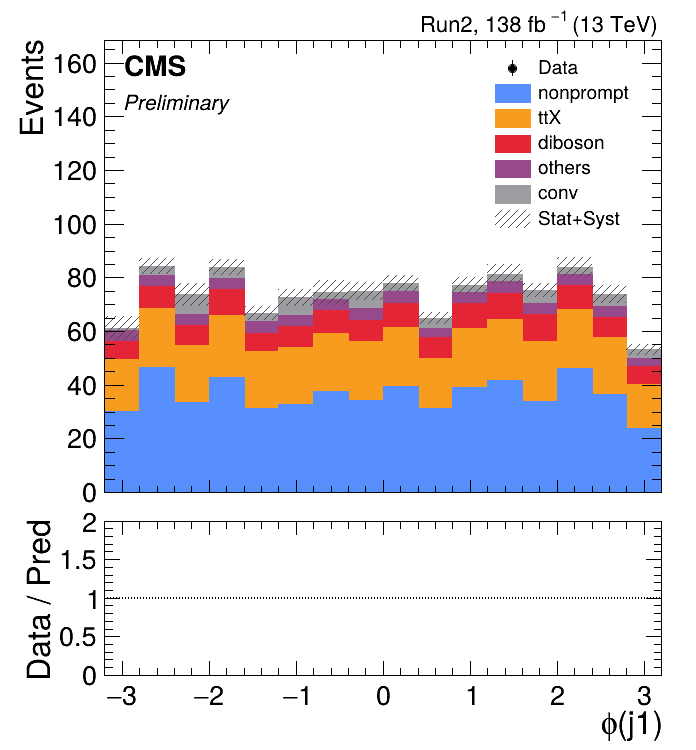 Run2, 138 fb⁻¹ (13 TeV)
Events
160
140
120
100
80
60
40
20
0
CMS
Preliminary
Data
nonprompt
ttX
diboson
others
conv
Stat+Syst
Data / Pred
2
1.5
1
0.5
0
−3 −2 −1 0 1 2 3
ϕ(j1)